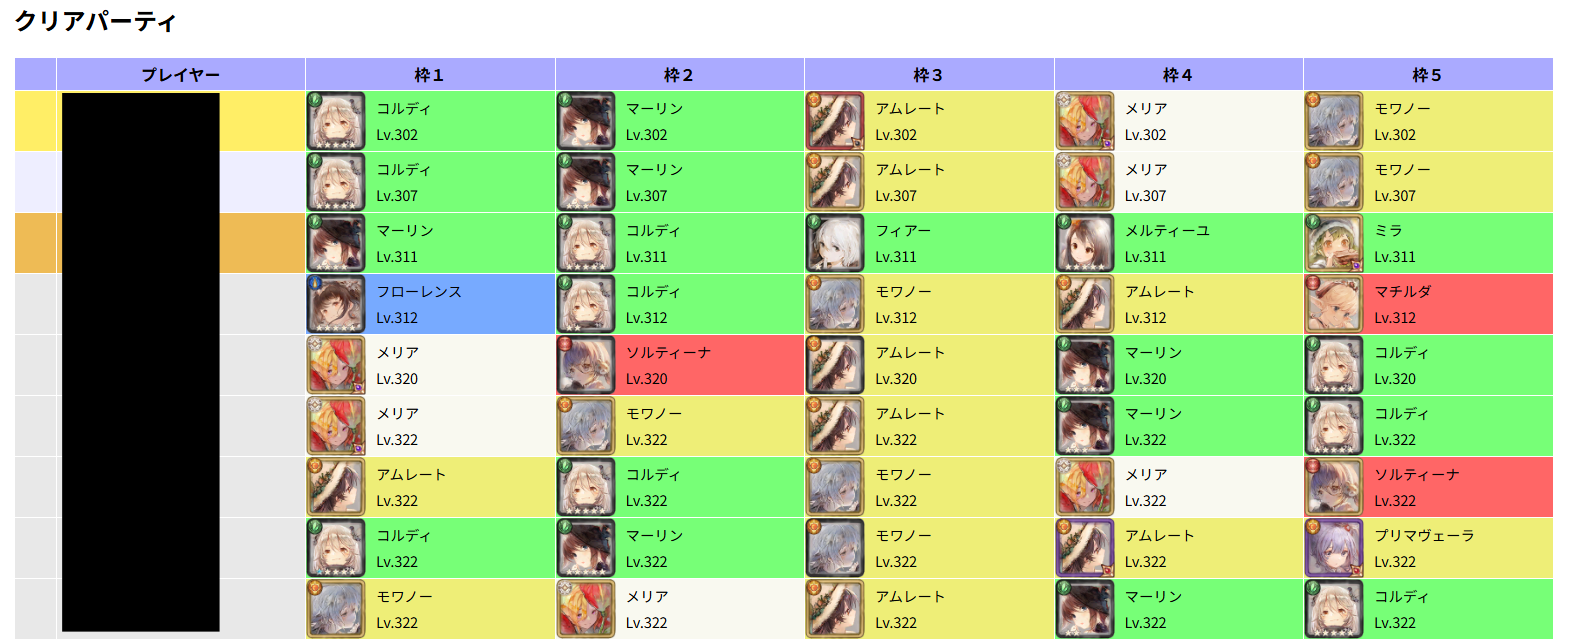 クリアパーティ
プレイヤー 枠１ 枠２ 枠３ 枠４ 枠５
コルディ マーリン アムレート メリア モワノー
Lv.302 Lv.302 Lv.302 Lv.302 Lv.302
コルディ マーリン アムレート メリア モワノー
Lv.307 Lv.307 Lv.307 Lv.307 Lv.307
マーリン コルディ フィアー メルティーユ ミラ
Lv.311 Lv.311 Lv.311 Lv.311 Lv.311
フローレンス コルディ モワノー アムレート マチルダ
Lv.312 Lv.312 Lv.312 Lv.312 Lv.312
メリア ソルティーナ アムレート マーリン コルディ
Lv.320 Lv.320 Lv.320 Lv.320 Lv.320
メリア モワノー アムレート マーリン コルディ
Lv.322 Lv.322 Lv.322 Lv.322 Lv.322
アムレート コルディ モワノー メリア ソルティーナ
Lv.322 Lv.322 Lv.322 Lv.322 Lv.322
コルディ マーリン モワノー アムレート プリマヴェーラ
Lv.322 Lv.322 Lv.322 Lv.322 Lv.322
モワノー メリア アムレート マーリン コルディ
Lv.322 Lv.322 Lv.322 Lv.322 Lv.322